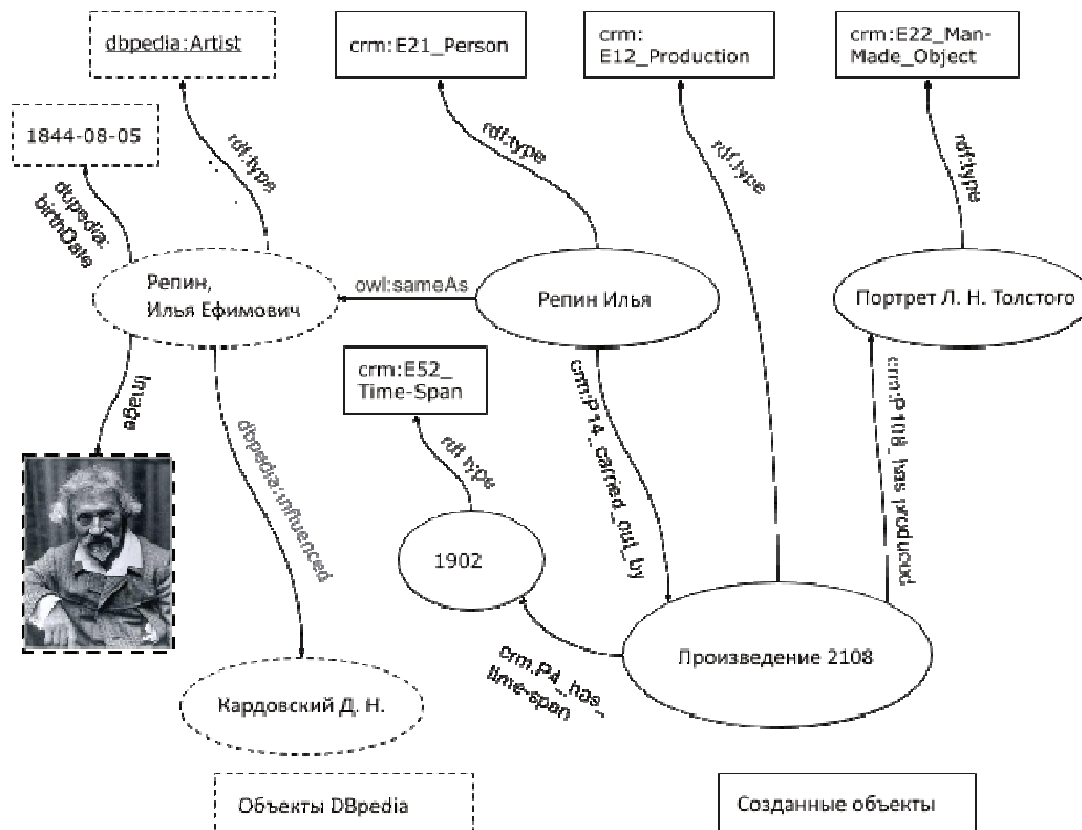 dbpedia:Artist
crm:E21_Person
crm:
E12_Production
crm:E22_Man-
Made_Object
1844-08-05
rdf:type
rdf:type
rdf:type
rdf:type
dbpedia:
birthDate
Репин,
Илья Ефимович
owl:sameAs
Репин Илья
Портрет Л. Н. Толстого
crm:E52_
Time-Span
Image
rdf type
dbpedia:influenced
crm:P14_carried_out_by
crm:P108_has produced
1902
Произведение 2108
crm:P4_has_
time-span
Кардовский Д. Н.
Объекты DBpedia
Созданные объекты